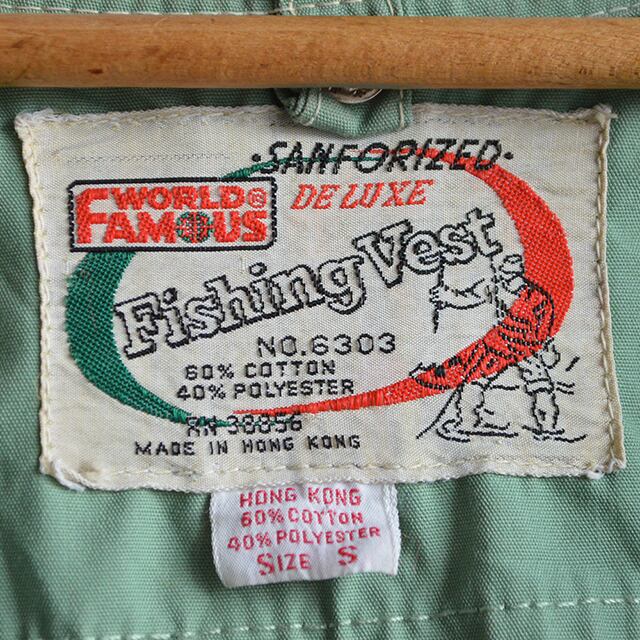 ·SANFORIZED·
DE LUXE
WORLD®
FAMOUS
Fishing Vest
NO.6303
60% COTTON
40% POLYESTER
RN 38856
MADE IN HONG KONG
HONG KONG
60% COTTON
40% POLYESTER
SIZE S